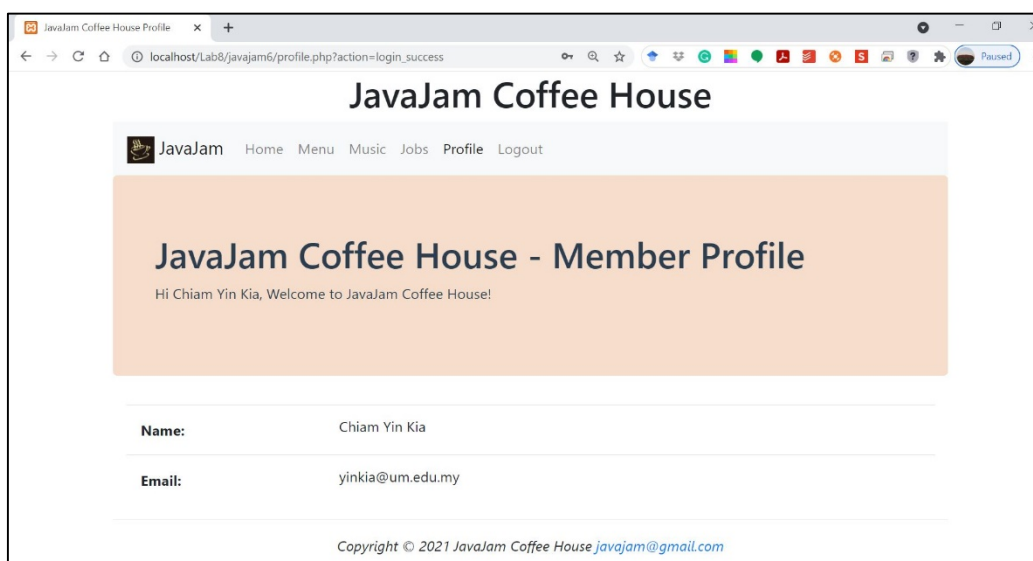 JavaJam Coffee House Profile
localhost/Lab8/javajam6/profile.php?action=login_success
Paused
JavaJam Coffee House
JavaJam Home Menu Music Jobs Profile Logout
JavaJam Coffee House - Member Profile
Hi Chiam Yin Kia, Welcome to JavaJam Coffee House!
Name: Chiam Yin Kia
Email: yinkia@um.edu.my
Copyright © 2021 JavaJam Coffee House javajam@gmail.com